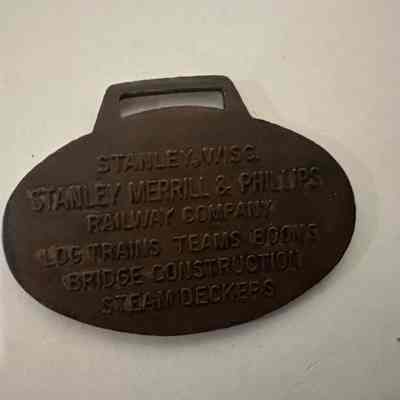 STANLEY, WISC.
STANLEY MERRILL & PHILLIPS
RAILWAY COMPANY
LOG TRAINS TEAMS BOOMS
BRIDGE CONSTRUCTION
STEAM DECKERS